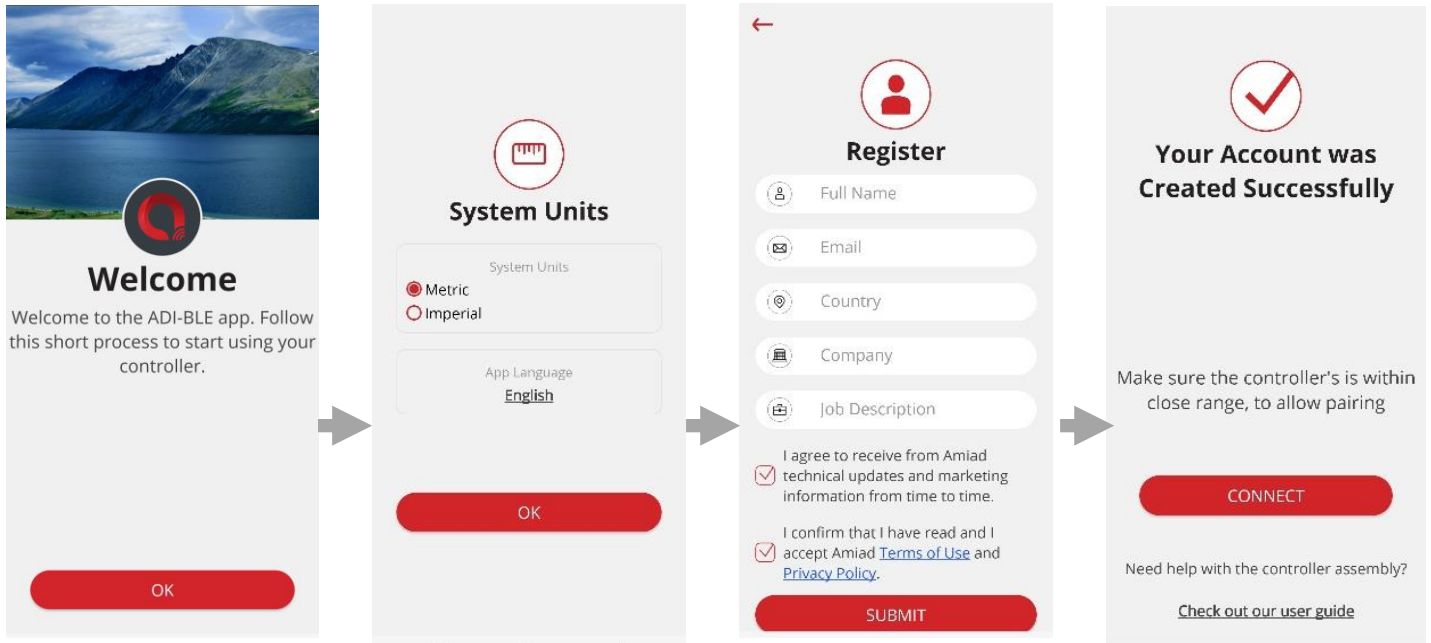 Welcome
Welcome to the ADI-BLE app. Follow
this short process to start using your
controller.
OK
System Units
System Units
Metric
Imperial
App Language
English
OK
Register
Full Name
Email
Country
Company
Job Description
I agree to receive from Amiad
technical updates and marketing
information from time to time.
I confirm that I have read and I
accept Amiad Terms of Use and
Privacy Policy.
SUBMIT
Your Account was
Created Successfully
Make sure the controller's is within
close range, to allow pairing
CONNECT
Need help with the controller assembly?
Check out our user guide